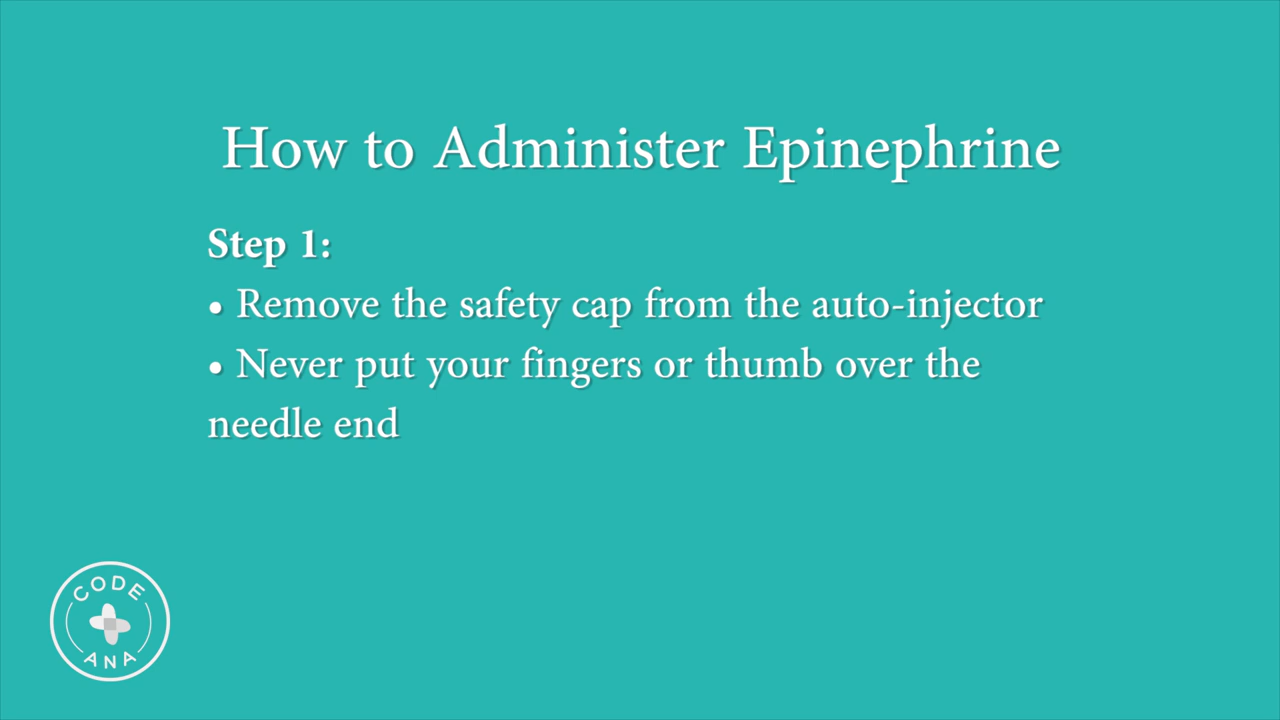 How to Administer Epinephrine
Step 1:
• Remove the safety cap from the auto-injector
• Never put your fingers or thumb over the
needle end
CODE
ANA